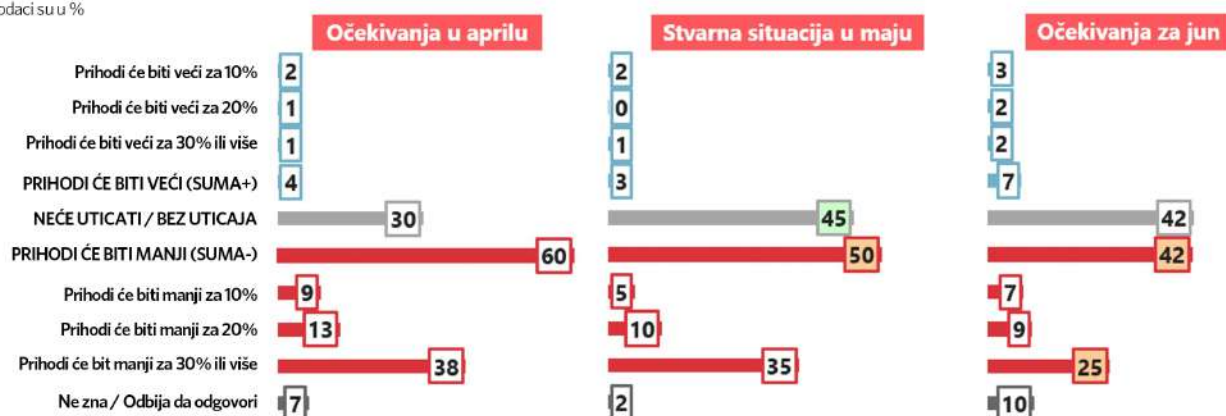 odaci su u %
Očekivanja u aprilu Stvarna situacija u maju Očekivanja za jun
Prihodi će biti veći za 10% 2 2 3
Prihodi će biti veći za 20% 1 0 2
Prihodi će biti veći za 30% ili više 1 1 2
PRIHODI ĆE BITI VEĆI (SUMA+) 4 3 7
NEĆE UTICATI / BEZ UTICAJA 30 45 42
PRIHODI ĆE BITI MANJI (SUMA-) 60 50 42
Prihodi će biti manji za 10% 9 5 7
Prihodi će biti manji za 20% 13 10 9
Prihodi će bit manji za 30% ili više 38 35 25
Ne zna / Odbija da odgovori 7 2 10